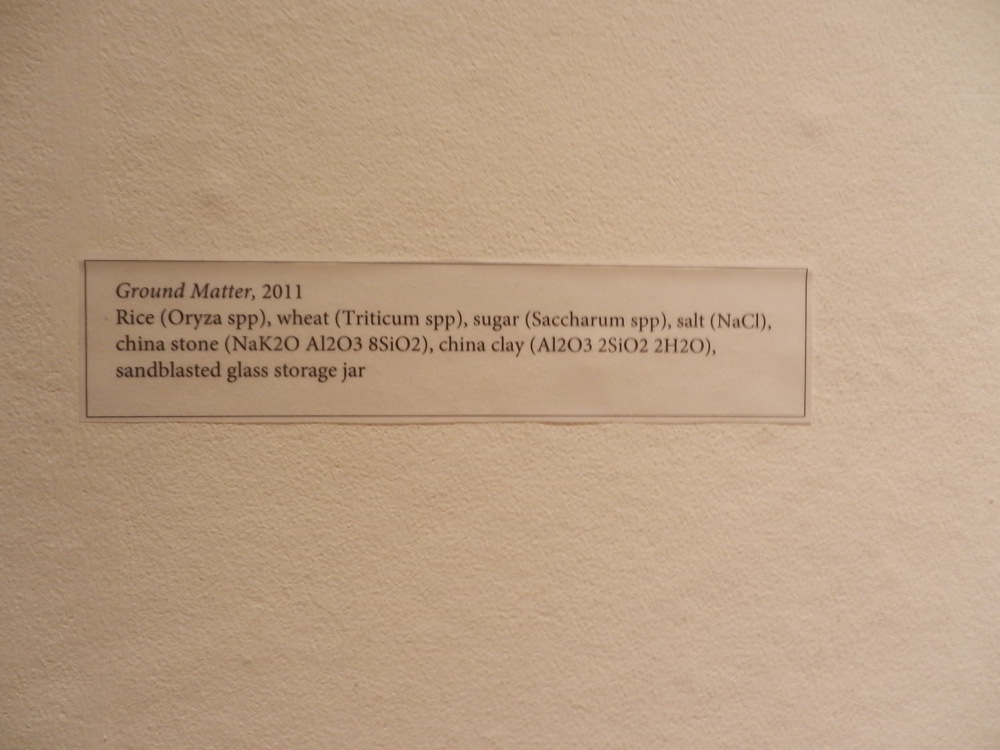 Ground Matter, 2011
Rice (Oryza spp), wheat (Triticum spp), sugar (Saccharum spp), salt (NaCl),
china stone (NaK2O Al2O3 8SiO2), china clay (Al2O3 2SiO2 2H2O),
sandblasted glass storage jar